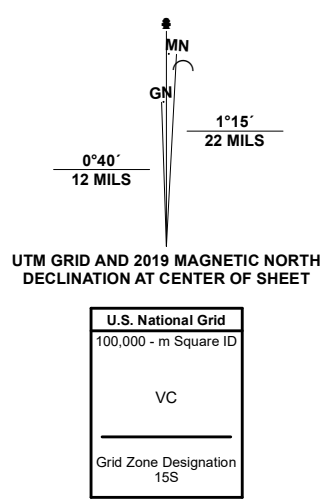 MN
GN
1°15´
22 MILS
0°40´
12 MILS
UTM GRID AND 2019 MAGNETIC NORTH
DECLINATION AT CENTER OF SHEET
U.S. National Grid
100,000 - m Square ID
VC
Grid Zone Designation
15S